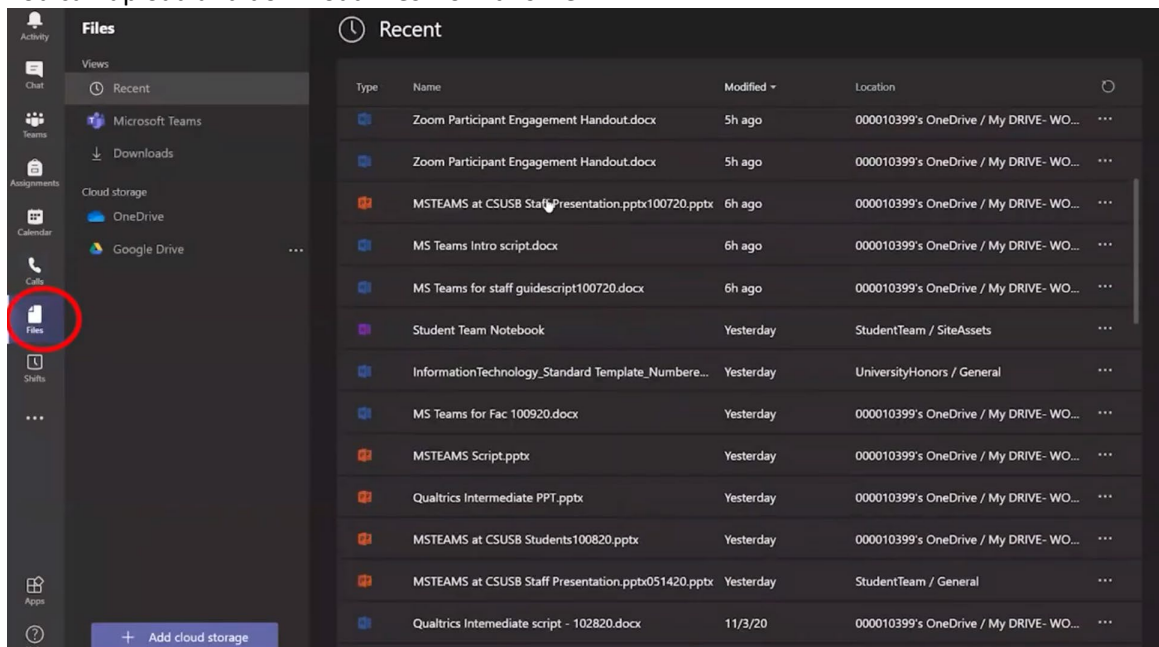 Activity
Chat
Teams
Assignments
Calendar
Calls
Files
Shifts
Apps
Files
Views
Recent
Microsoft Teams
Downloads
Cloud storage
OneDrive
Google Drive
+ Add cloud storage
Recent
Type Name Modified Location
Zoom Participant Engagement Handout.docx 5h ago 000010399's OneDrive / My DRIVE- WO...
Zoom Participant Engagement Handout.docx 5h ago 000010399's OneDrive / My DRIVE- WO...
MSTEAMS at CSUSB Staff Presentation.pptx100720.pptx 6h ago 000010399's OneDrive / My DRIVE- WO...
MS Teams Intro script.docx 6h ago 000010399's OneDrive / My DRIVE- WO...
MS Teams for staff guidescript100720.docx 6h ago 000010399's OneDrive / My DRIVE- WO...
Student Team Notebook Yesterday StudentTeam / SiteAssets
InformationTechnology_Standard Template_Numbere... Yesterday UniversityHonors / General
MS Teams for Fac 100920.docx Yesterday 000010399's OneDrive / My DRIVE- WO...
MSTEAMS Script.pptx Yesterday 000010399's OneDrive / My DRIVE- WO...
Qualtrics Intermediate PPT.pptx Yesterday 000010399's OneDrive / My DRIVE- WO...
MSTEAMS at CSUSB Students100820.pptx Yesterday 000010399's OneDrive / My DRIVE- WO...
MSTEAMS at CSUSB Staff Presentation.pptx051420.pptx Yesterday StudentTeam / General
Qualtrics Intemediate script - 102820.docx 11/3/20 000010399's OneDrive / My DRIVE- WO...